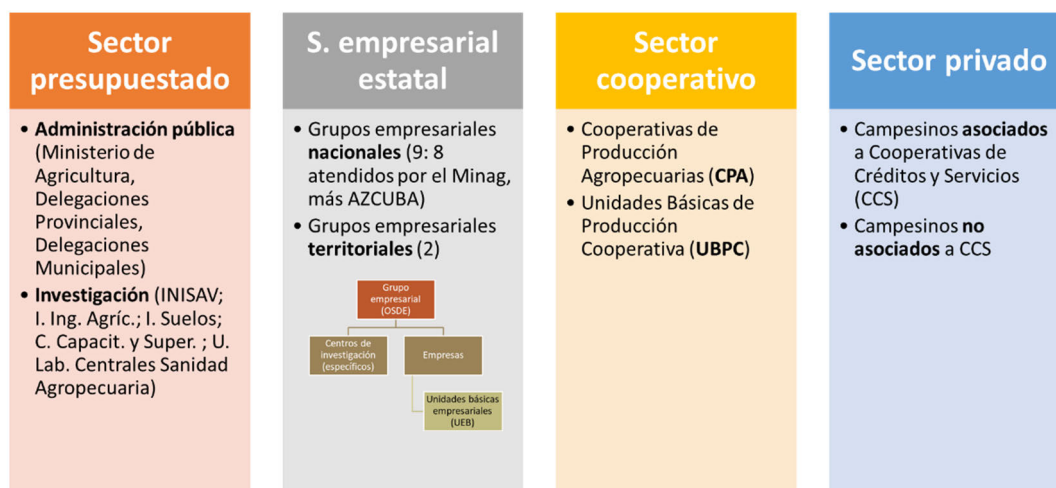 Sector
presupuestado
• Administración pública
(Ministerio de
Agricultura,
Delegaciones
Provinciales,
Delegaciones
Municipales)
• Investigación (INISAV;
I. Ing. Agríc.; I. Suelos;
C. Capacit. y Super. ; U.
Lab. Centrales Sanidad
Agropecuaria)
S. empresarial
estatal
• Grupos empresariales
nacionales (9: 8
atendidos por el Minag,
más AZCUBA)
• Grupos empresariales
territoriales (2)
Grupo
empresarial
(OSDE)
Centros de
investigación
(específicos)
Empresas
Unidades básicas
empresariales
(UEB)
Sector
cooperativo
• Cooperativas de
Producción
Agropecuarias (CPA)
• Unidades Básicas de
Producción
Cooperativa (UBPC)
Sector privado
• Campesinos asociados
a Cooperativas de
Créditos y Servicios
(CCS)
• Campesinos no
asociados a CCS